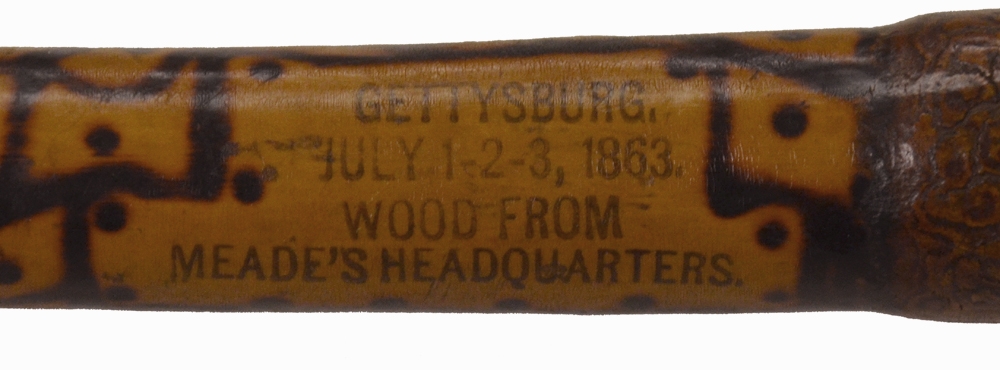 GETTYSBURG.
JULY 1-2-3, 1863.
WOOD FROM
MEADE'S HEADQUARTERS.